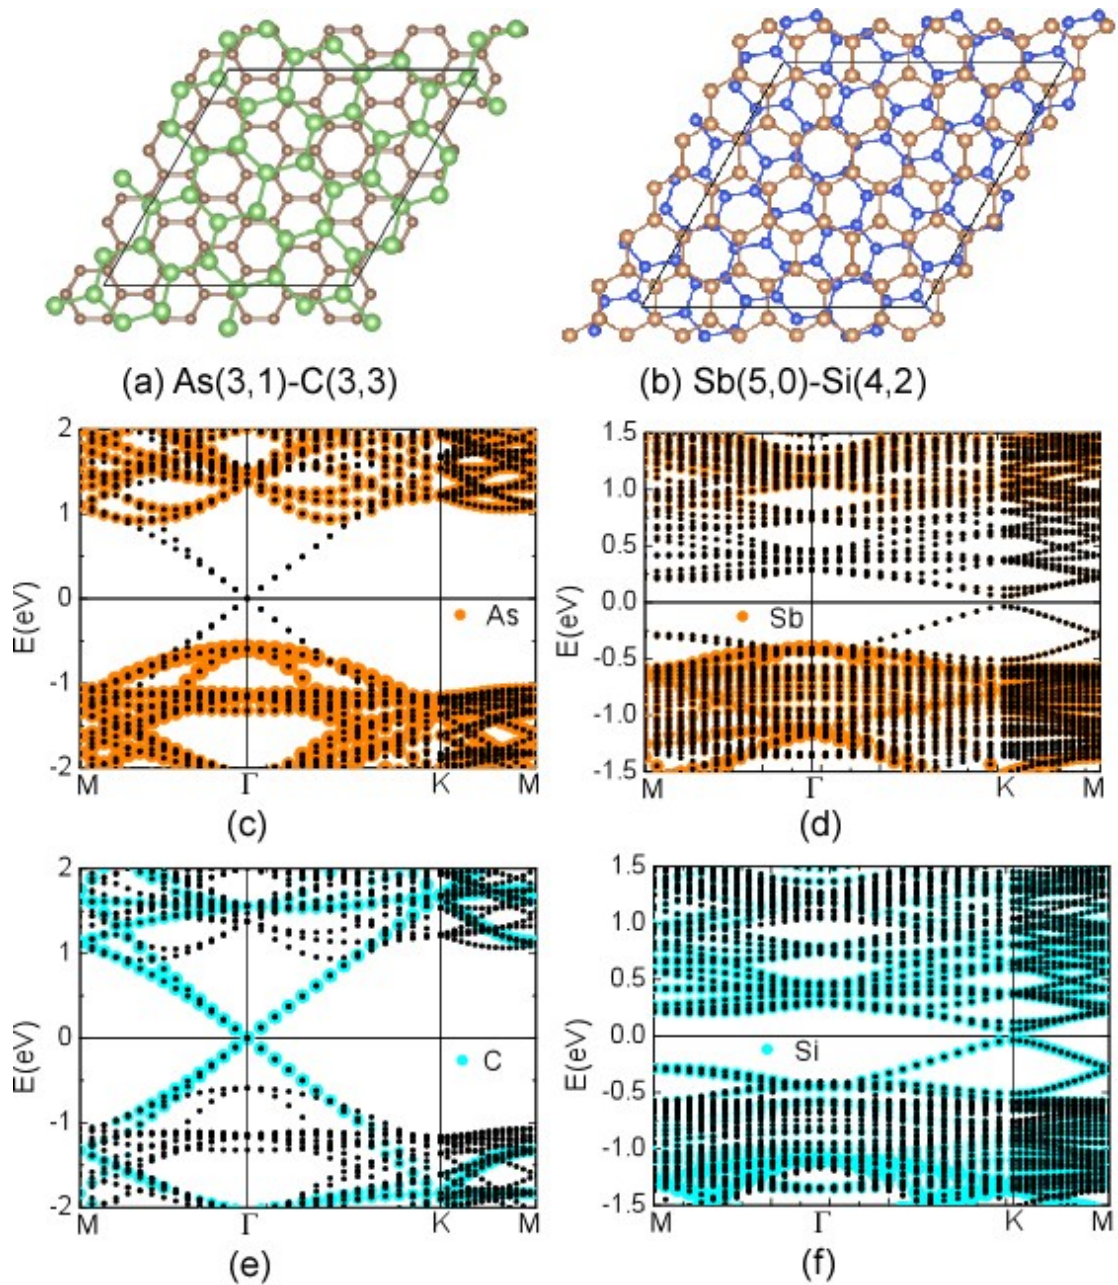 (a) As(3,1)-C(3,3)
(b) Sb(5,0)-Si(4,2)
2
1
0
-1
-2
E(eV)
As
M Γ K M
(c)
1.5
1.0
0.5
0.0
-0.5
-1.0
-1.5
E(eV)
Sb
M Γ K M
(d)
2
1
0
-1
-2
E(eV)
C
M Γ K M
(e)
1.5
1.0
0.5
0.0
-0.5
-1.0
-1.5
E(eV)
Si
M Γ K M
(f)